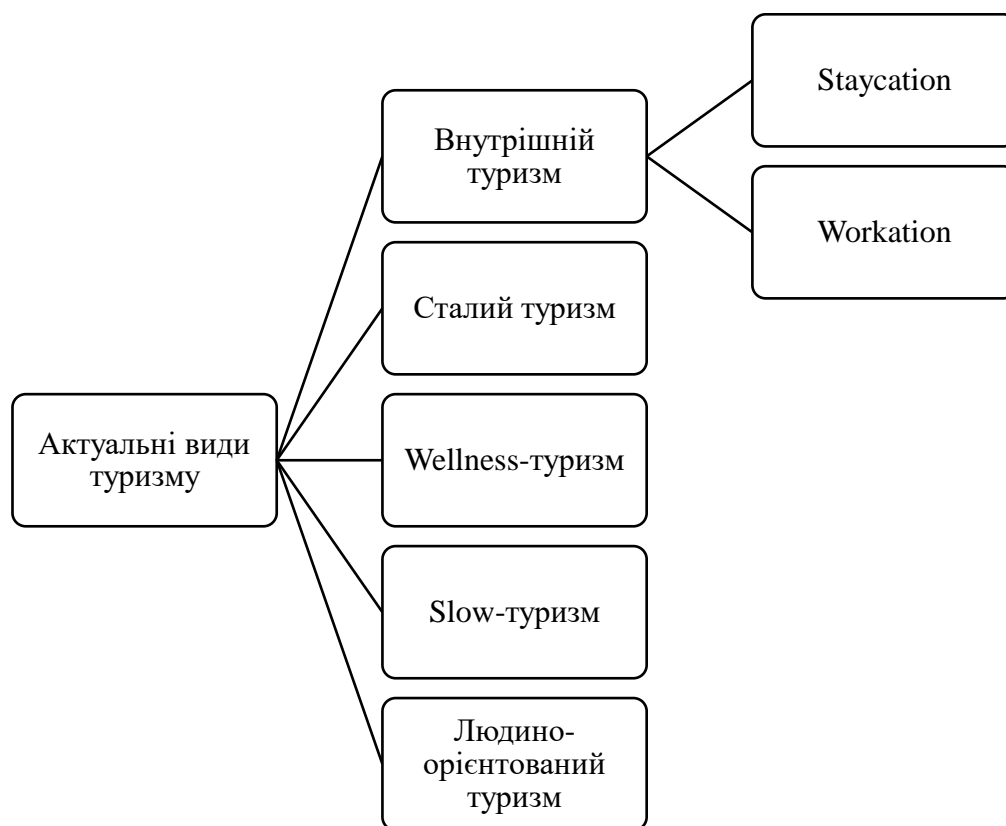 Актуальні види
туризму
Внутрішній
туризм
Staycation
Workation
Сталий туризм
Wellness-туризм
Slow-туризм
Людино-
орієнтований
туризм